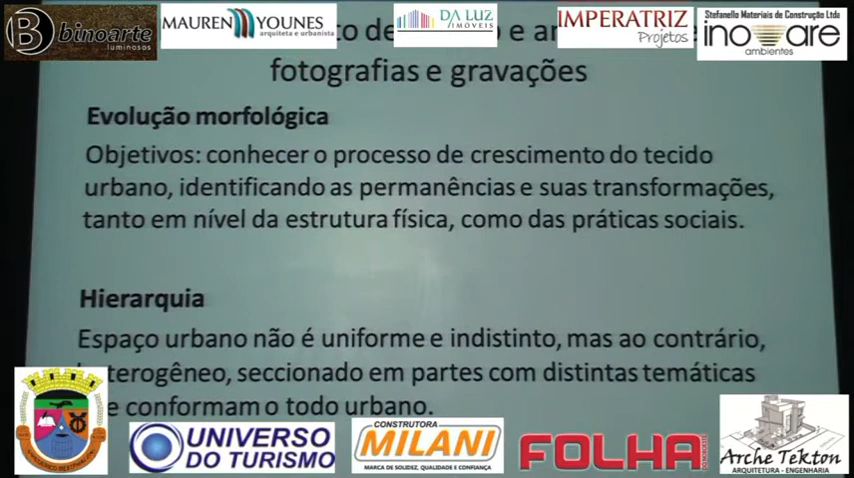 binoarte
luminosos
MAUREN YOUNES
arquiteta e urbanista
DA LUZ
IMÓVEIS
IMPERATRIZ
Projetos
Stefanello Materiais de Construção Ltda
inovare
ambientes
fotografias e gravações
Evolução morfológica
Objetivos: conhecer o processo de crescimento do tecido
urbano, identificando as permanências e suas transformações,
tanto em nível da estrutura física, como das práticas sociais.
Hierarquia
Espaço urbano não é uniforme e indistinto, mas ao contrário,
seccionado em partes com distintas temáticas
e conformam o todo urbano.
UNIVERSO
DO TURISMO
CONSTRUTORA
MILANI
MARCA DE SOLIDEZ, QUALIDADE E CONFIANÇA
FOLHA
Arche Tekton
ARQUITETURA - ENGENHARIA